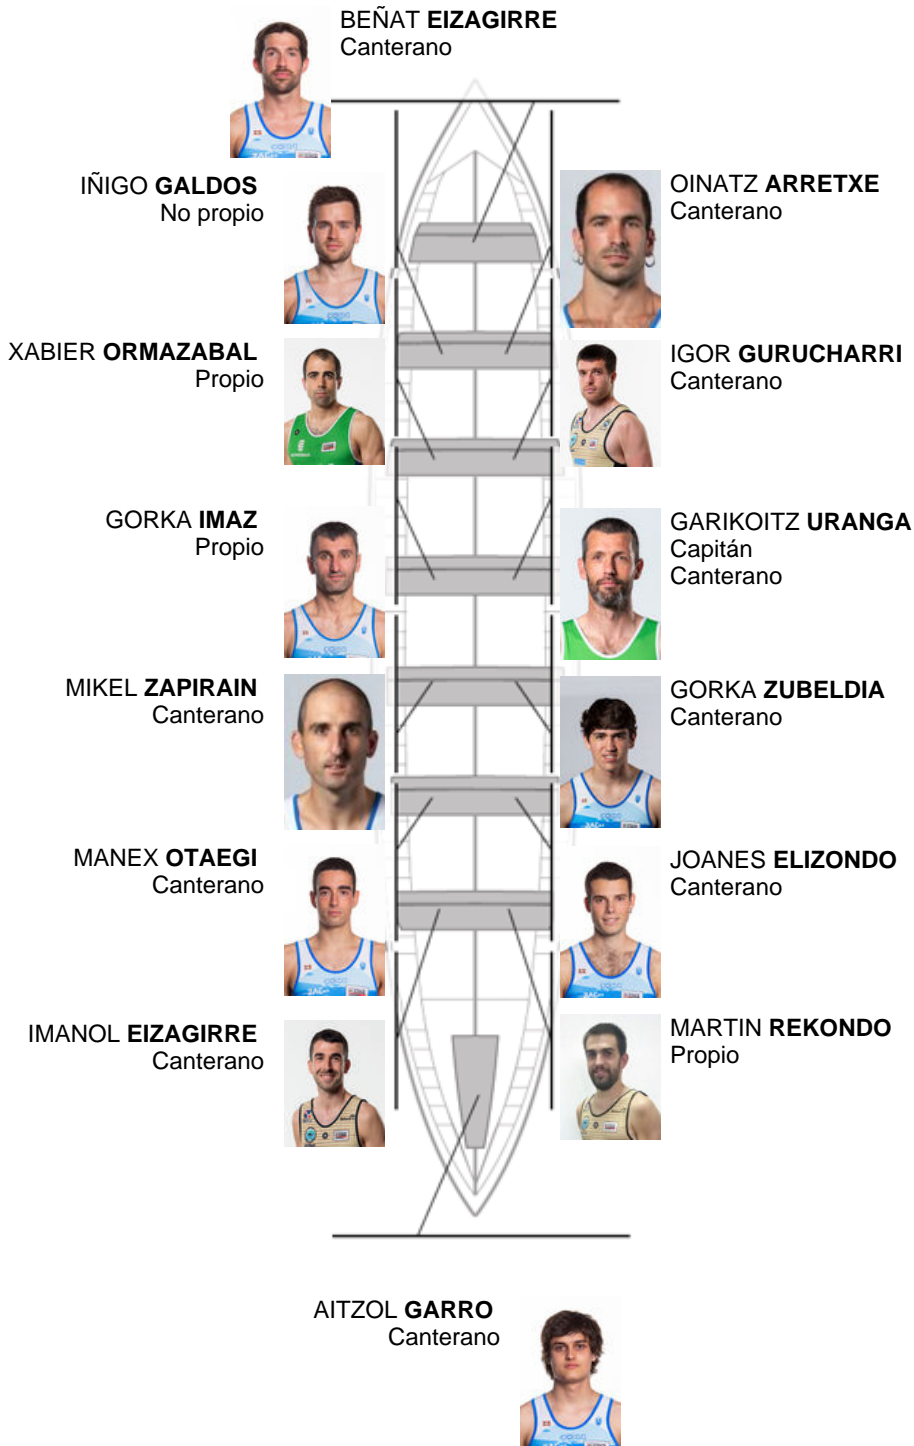 BEÑAT EIZAGIRRE
Canterano
IÑIGO GALDOS
No propio
OINATZ ARRETXE
Canterano
XABIER ORMAZABAL
Propio
IGOR GURUCHARRI
Canterano
GORKA IMAZ
Propio
GARIKOITZ URANGA
Capitán
Canterano
MIKEL ZAPIRAIN
Canterano
GORKA ZUBELDIA
Canterano
MANEX OTAEGI
Canterano
JOANES ELIZONDO
Canterano
IMANOL EIZAGIRRE
Canterano
MARTIN REKONDO
Propio
AITZOL GARRO
Canterano